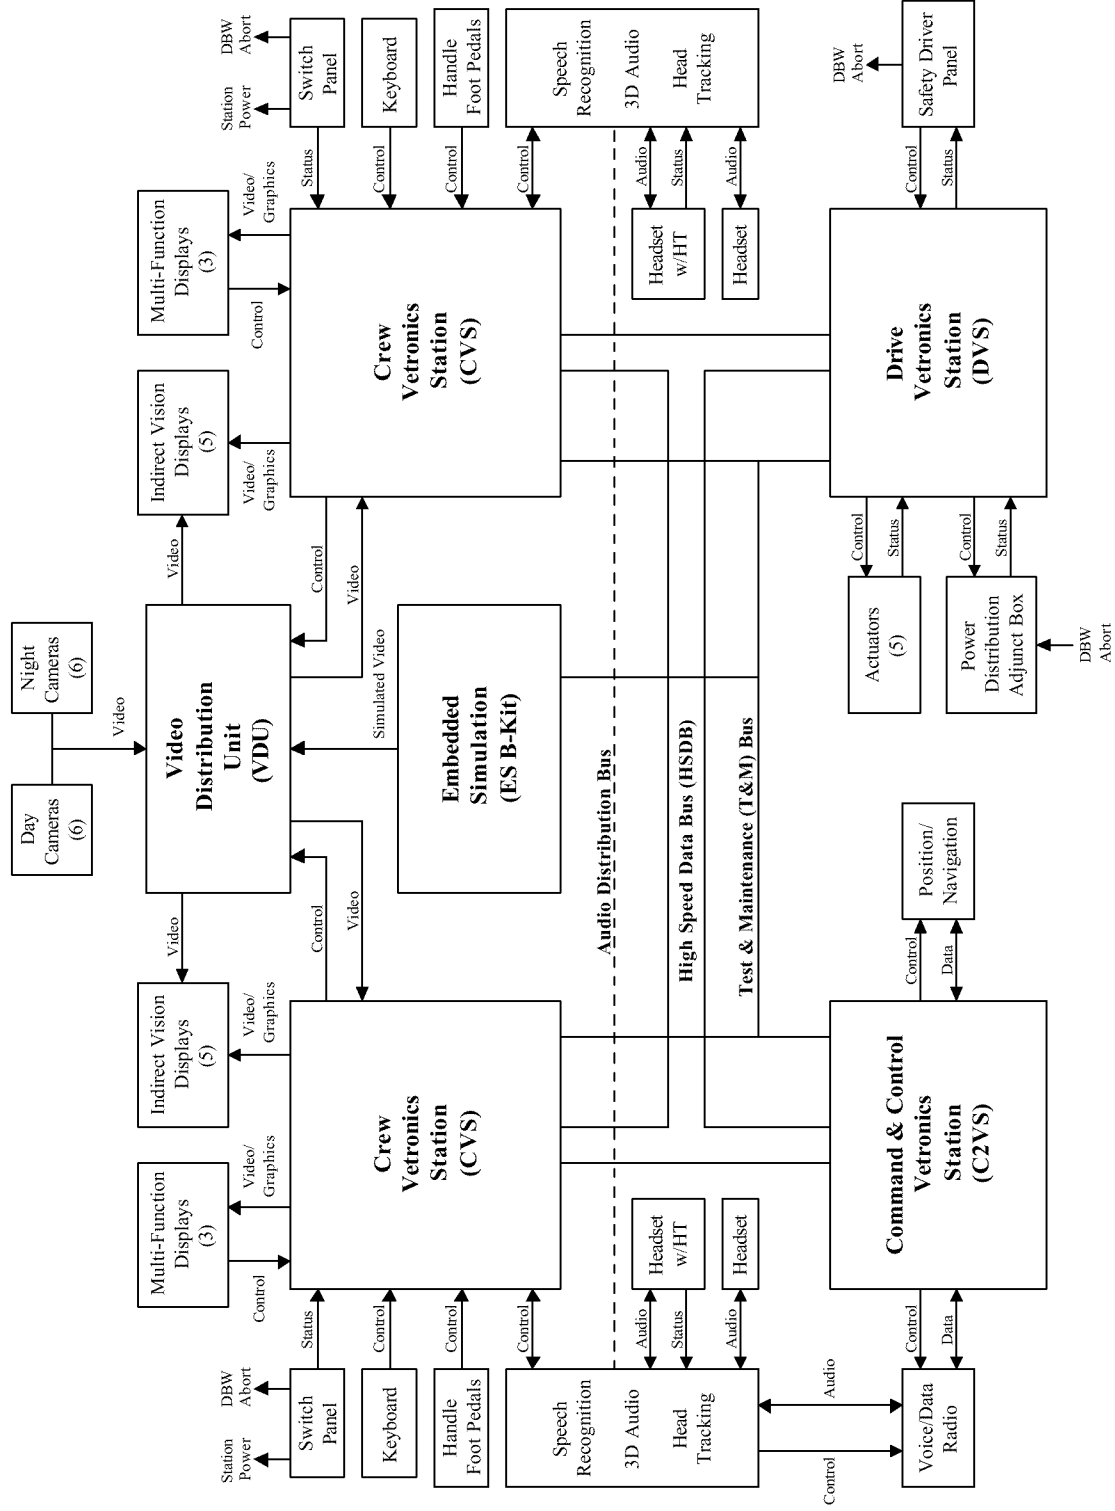 Day
Cameras
(6)
Night
Cameras
(6)
Video
Multi-Function
Displays
(3)
Indirect Vision
Displays
(5)
Video
Video
Distribution
Unit
(VDU)
Video
Indirect Vision
Displays
(5)
Multi-Function
Displays
(3)
Station
Power
DBW
Abort
Control
Video/
Graphics
Video/
Graphics
Video/
Graphics
Control
Video/
Graphics
Station
Power
DBW
Abort
Switch
Panel
Status
Control
Video
Control
Video
Status
Switch
Panel
Keyboard
Control
Simulated Video
Control
Keyboard
Handle
Foot Pedals
Control
Crew
Vetronics
Station
(CVS)
Embedded
Simulation
(ES B-Kit)
Crew
Vetronics
Station
(CVS)
Control
Handle
Foot Pedals
Speech
Recognition
3D Audio
Head
Tracking
Control
Audio
Status
Audio
Headset
w/HT
Headset
Audio Distribution Bus
High Speed Data Bus (HSDB)
Test & Maintenance (T&M) Bus
Control
Audio
Status
Audio
Headset
w/HT
Headset
Speech
Recognition
3D Audio
Head
Tracking
Control
Audio
DBW
Abort
Voice/Data
Radio
Control
Data
Command & Control
Vetronics
Station
(C2VS)
Control
Data
Position/
Navigation
Actuators
(5)
Control
Status
Power
Distribution
Adjunct Box
Control
Status
DBW
Abort
Drive
Vetronics
Station
(DVS)
Control
Status
Safety Driver
Panel